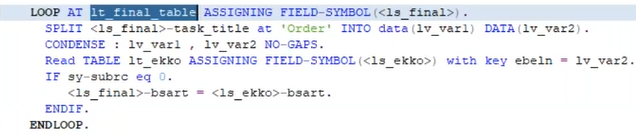 LOOP AT lt_final_table ASSIGNING FIELD-SYMBOL(<ls_final>).
SPLIT <ls_final>-task_title at 'Order' INTO data(lv_var1) DATA(lv_var2).
CONDENSE : lv_var1 , lv_var2 NO-GAPS.
Read TABLE lt_ekko ASSIGNING FIELD-SYMBOL(<ls_ekko>) with key ebeln = lv_var2.
IF sy-subrc eq 0.
<ls_final>-bsart = <ls_ekko>-bsart.
ENDIF.
ENDLOOP.